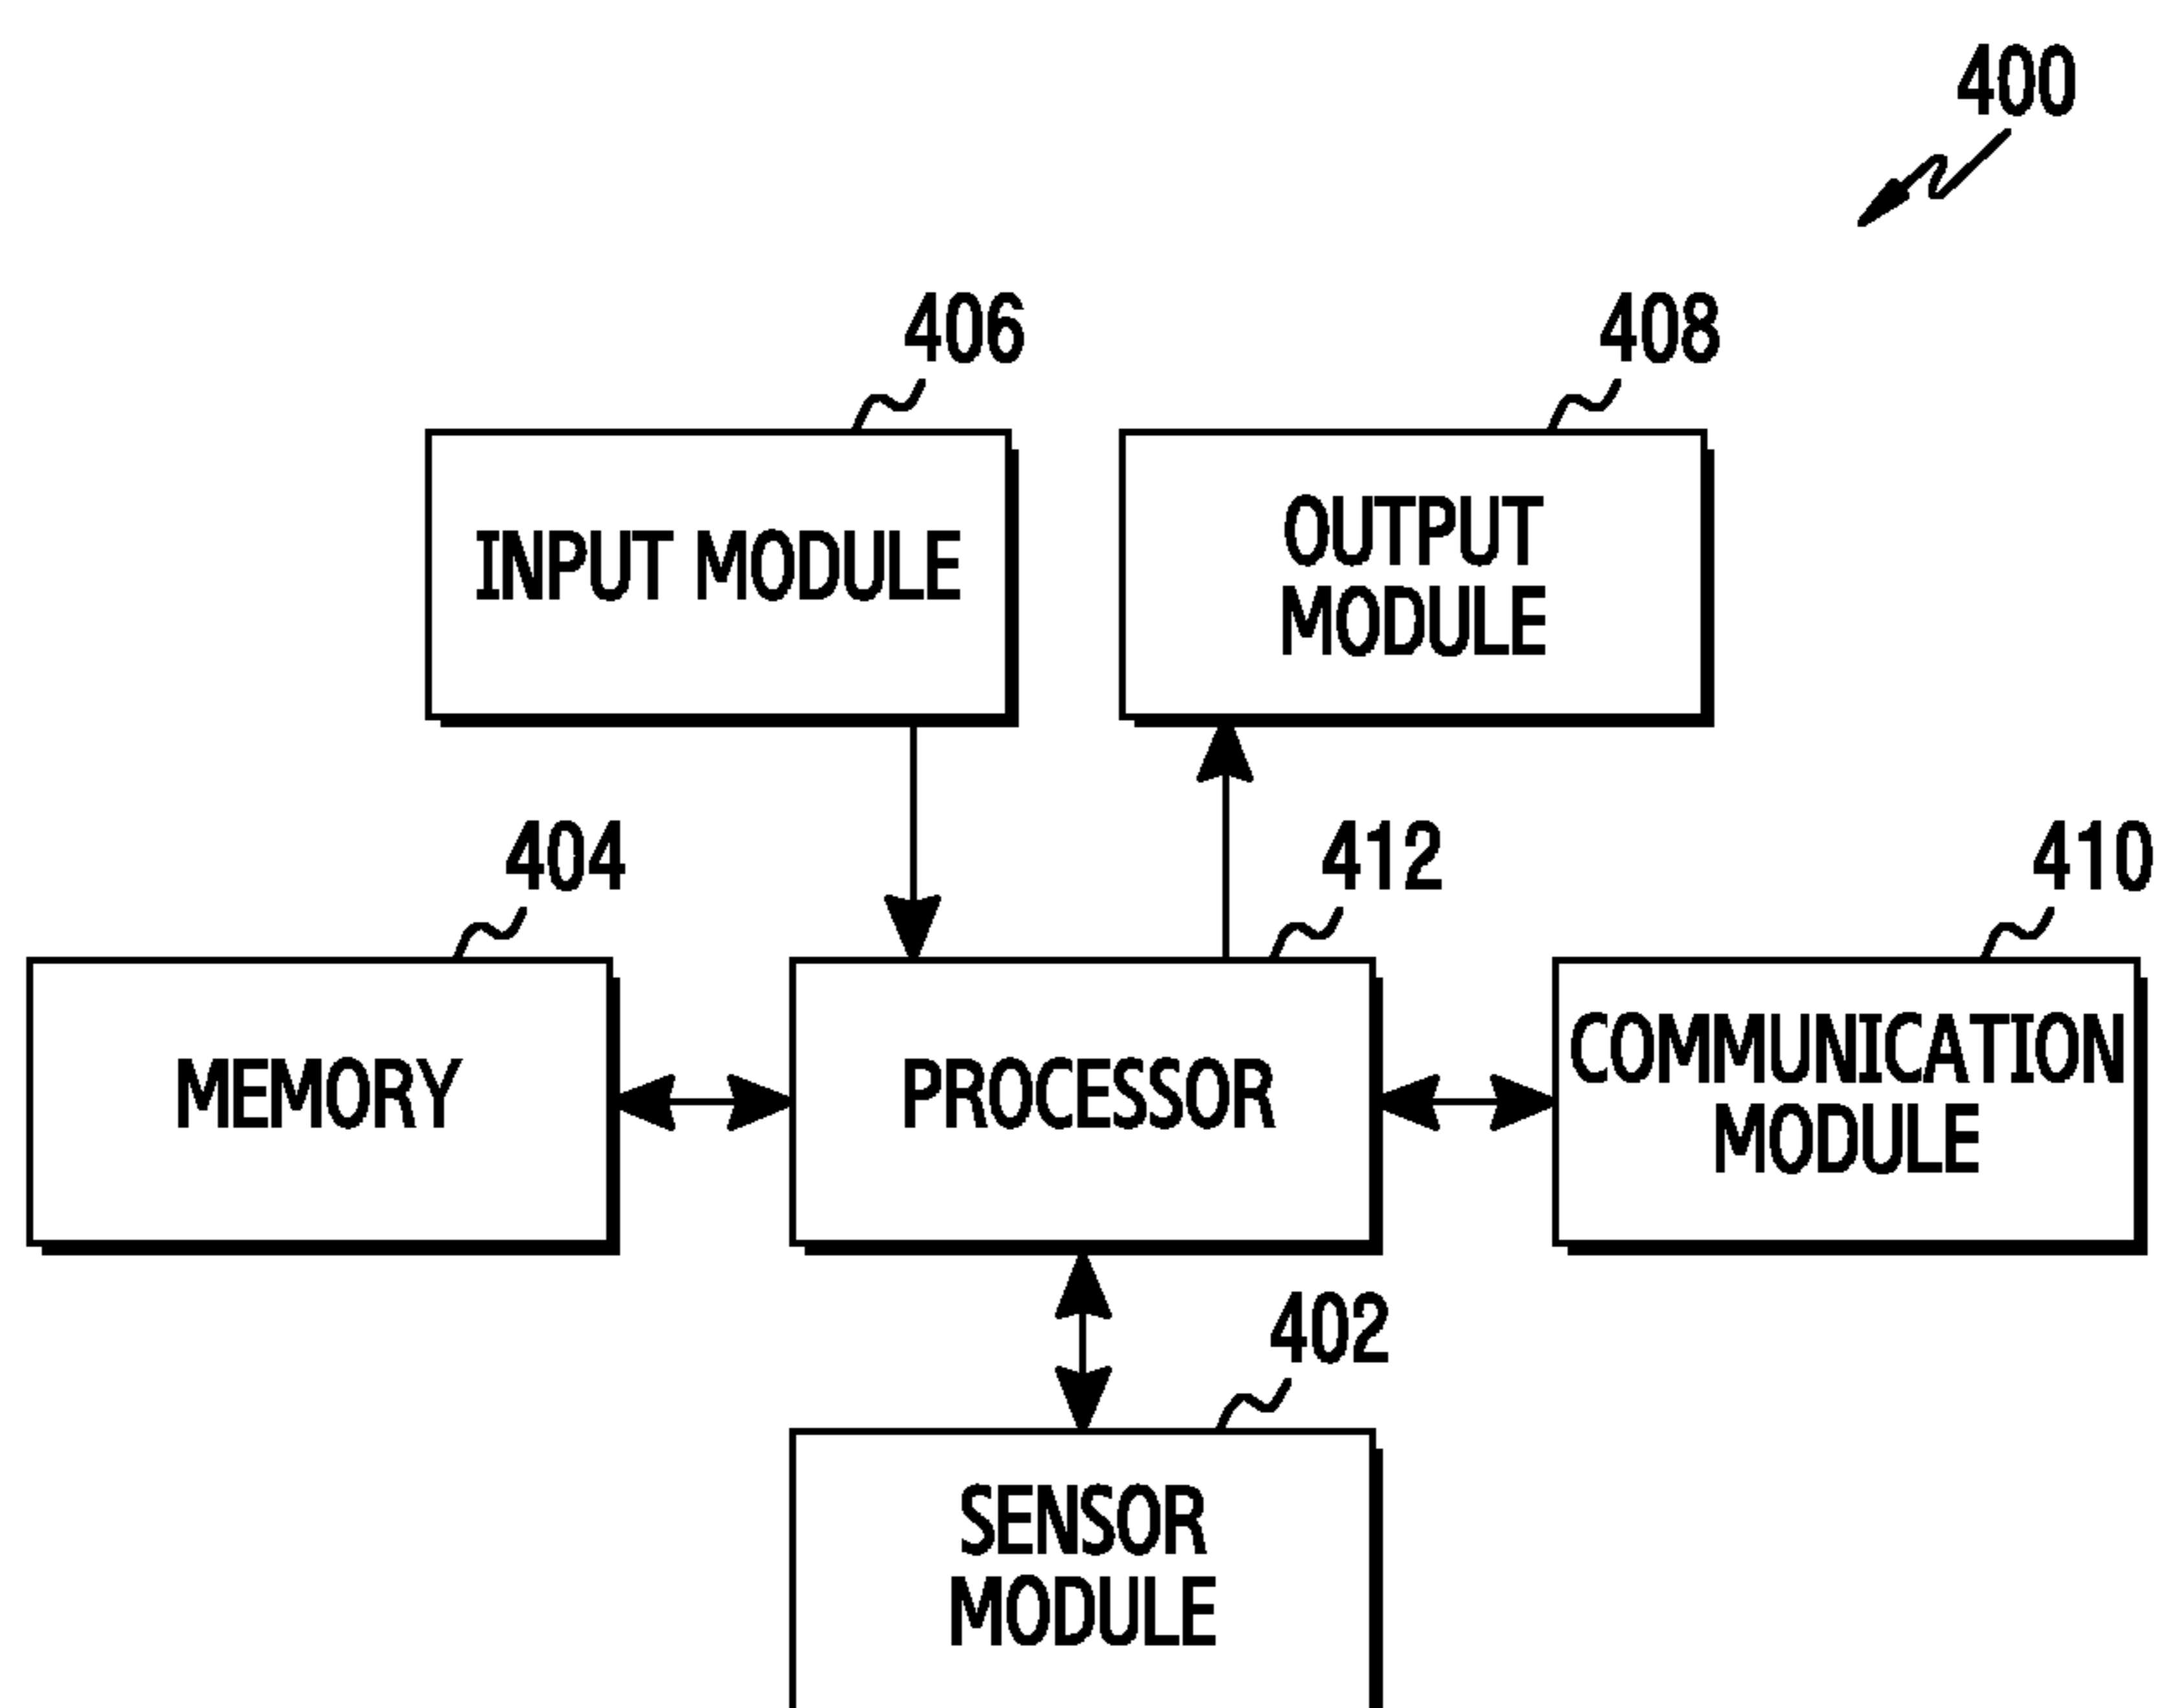 400
406
408
INPUT MODULE
OUTPUT
MODULE
404
412
410
MEMORY
PROCESSOR
COMMUNICATION
MODULE
402
SENSOR
MODULE